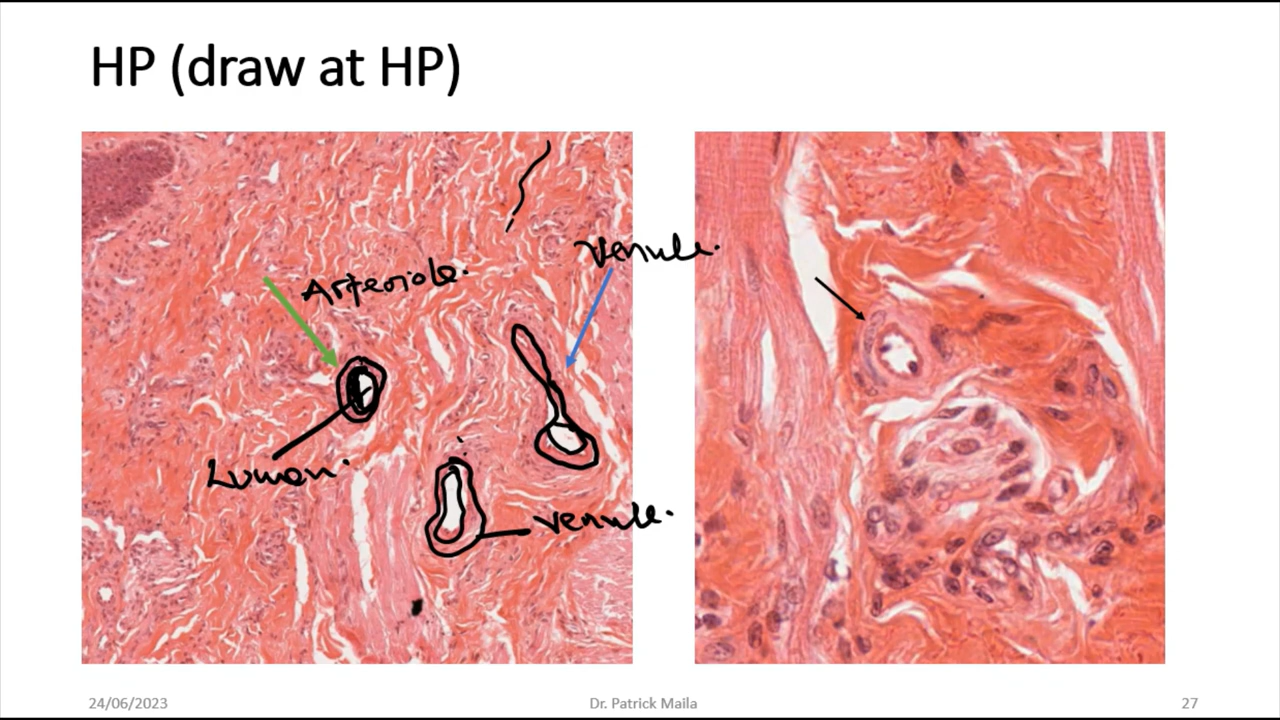 HP (draw at HP)
Venule.
Arteriole.
Lumen.
Venule.
24/06/2023
Dr. Patrick Maila
27